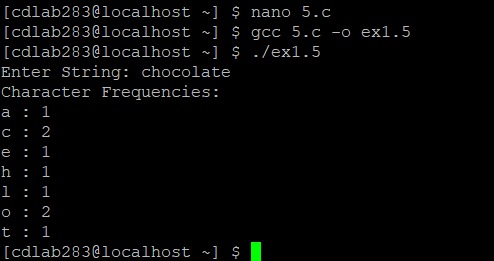 [cdlab283@localhost ~] $ nano 5.c
[cdlab283@localhost ~] $ gcc 5.c -o ex1.5
[cdlab283@localhost ~] $ ./ex1.5
Enter String: chocolate
Character Frequencies:
a : 1
c : 2
e : 1
h : 1
l : 1
o : 2
t : 1
[cdlab283@localhost ~] $